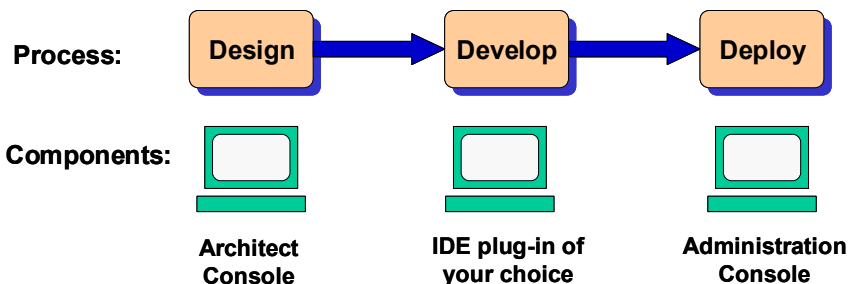 Process:
Design
Develop
Deploy
Components:
Architect
Console
IDE plug-in of
your choice
Administration
Console